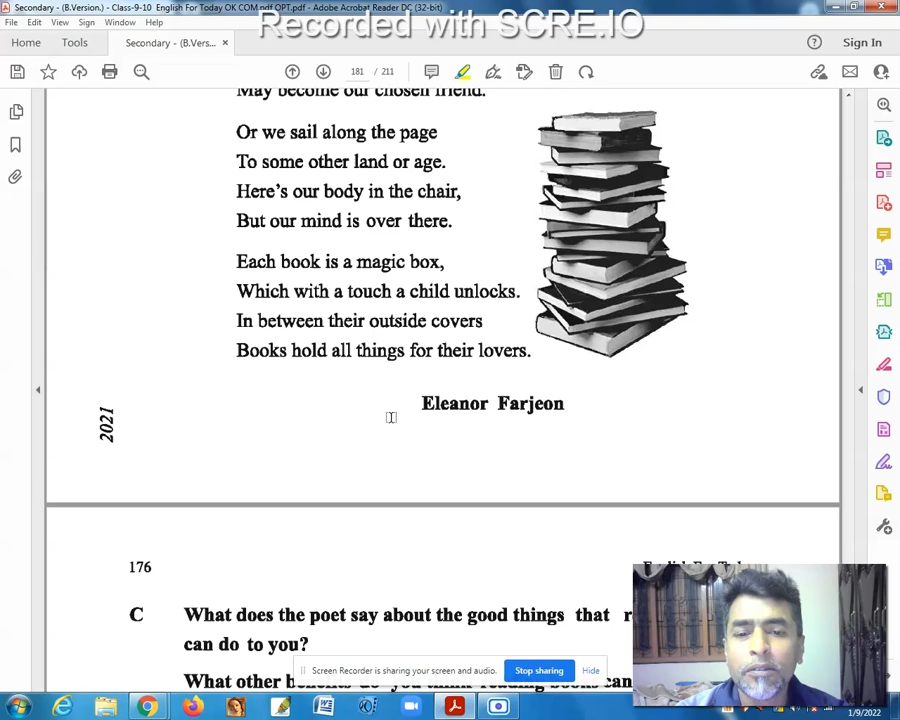 Secondary - (B.Version.) - Class-9-10 English For Today OK COM.pdf OPT.pdf - Adobe Acrobat Reader DC (32-bit)
Recorded with SCRE.IO
File Edit View Sign Window Help
Home Tools Secondary - (B.Vers... × Sign In
181 / 211
May become our chosen friend.
Or we sail along the page
To some other land or age.
Here's our body in the chair,
But our mind is over there.
Each book is a magic box,
Which with a touch a child unlocks.
In between their outside covers
Books hold all things for their lovers.
Eleanor Farjeon
2021
176
C What does the poet say about the good things that
can do to you?
What other benefits do you think reading books can
Screen Recorder is sharing your screen and audio. Stop sharing Hide
1/9/2022